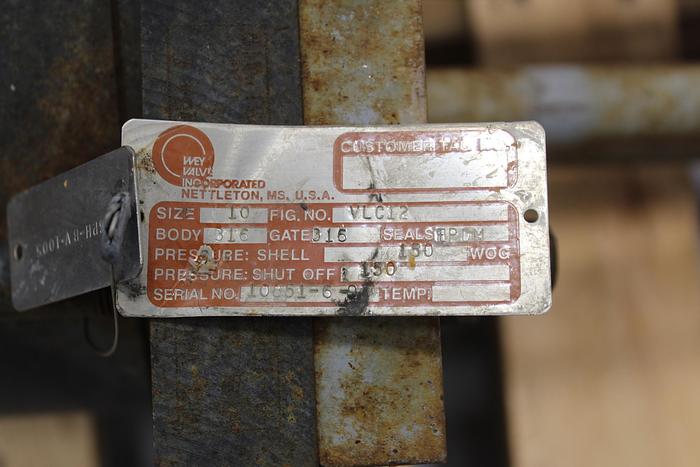 WEY
VALVE
INCORPORATED
NETTLETON, MS. U.S.A.
CUSTOMER TAG
SIZE 10 FIG. NO. VLC12
BODY 316 GATE 316 SEALS EPDM
PRESSURE: SHELL 150 WOG
PRESSURE: SHUT OFF 150
SERIAL NO. TEMP.